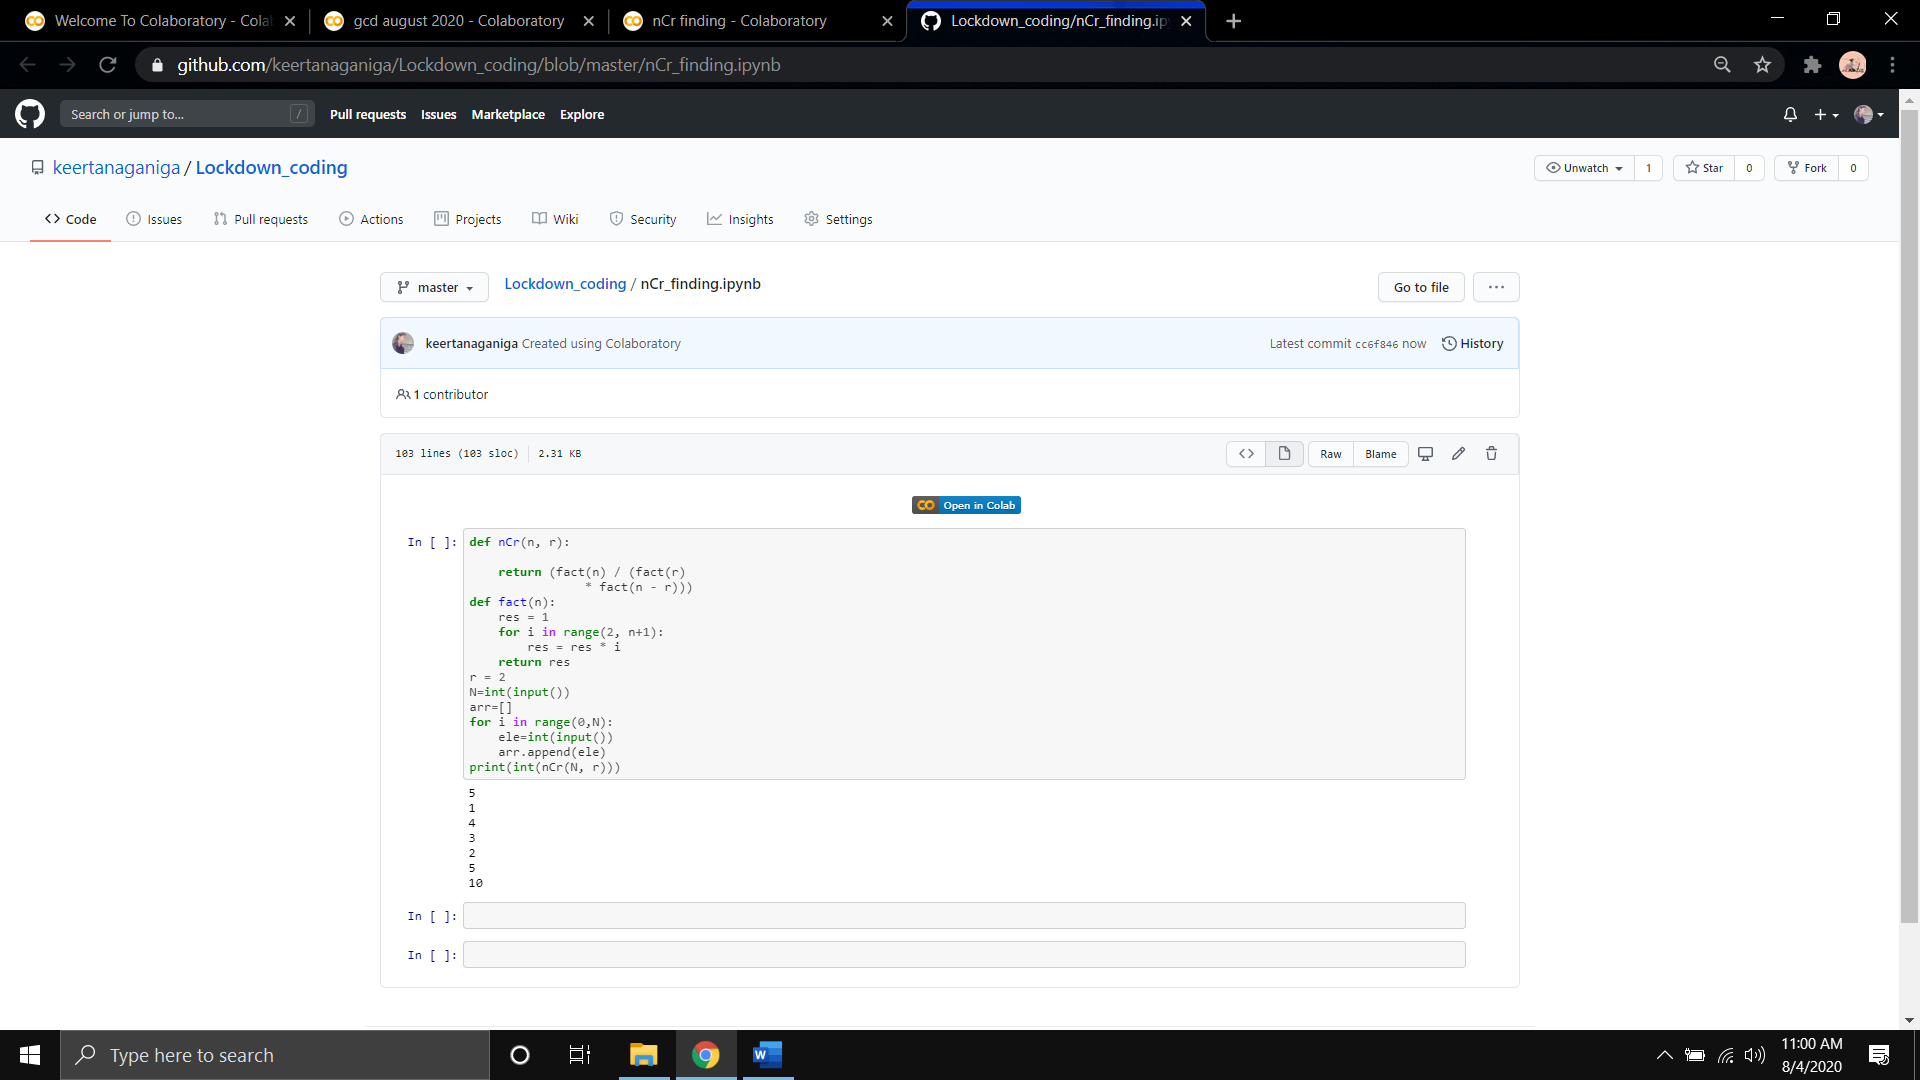 Welcome To Colaboratory - Cola
gcd august 2020 - Colaboratory
nCr finding - Colaboratory
Lockdown_coding/nCr_finding.ip
github.com/keertanaganiga/Lockdown_coding/blob/master/nCr_finding.ipynb
Search or jump to... /
Pull requests Issues Marketplace Explore
keertanaganiga / Lockdown_coding
Unwatch 1 Star 0 Fork 0
Code Issues Pull requests Actions Projects Wiki Security Insights Settings
master Lockdown_coding / nCr_finding.ipynb Go to file ...
keertanaganiga Created using Colaboratory Latest commit cc6f846 now History
1 contributor
103 lines (103 sloc) 2.31 KB <> Raw Blame
CO Open in Colab
In [ ]: def nCr(n, r):
return (fact(n) / (fact(r)
* fact(n - r)))
def fact(n):
res = 1
for i in range(2, n+1):
res = res * i
return res
r = 2
N=int(input())
arr=[]
for i in range(0,N):
ele=int(input())
arr.append(ele)
print(int(nCr(N, r)))
5
1
4
3
2
5
10
In [ ]:
In [ ]:
Type here to search
W
11:00 AM
8/4/2020